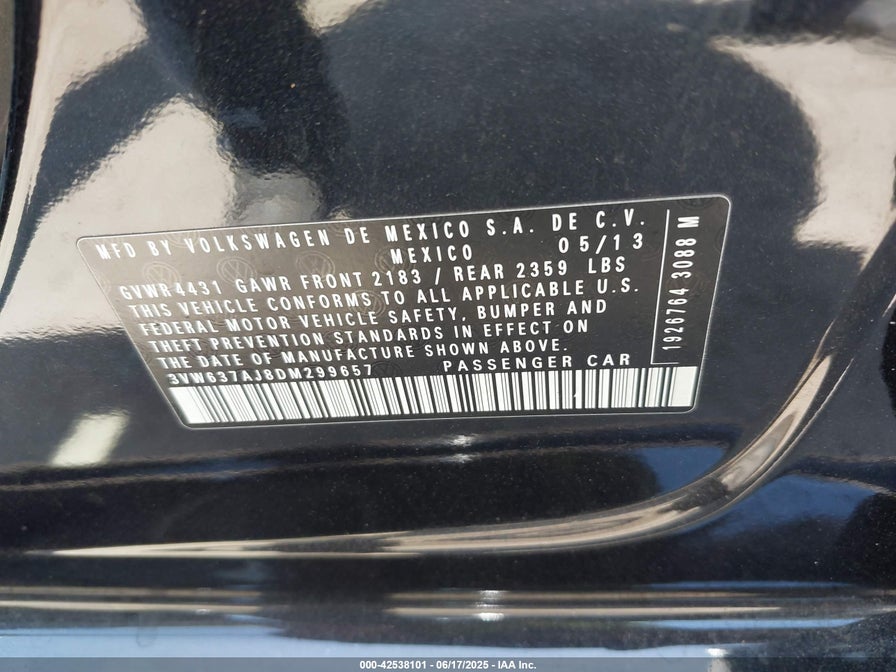 MFD BY VOLKSWAGEN DE MEXICO S.A. DE C.V.
MEXICO 05/13
GVWR 4431 GAWR FRONT 2183 / REAR 2359 LBS
THIS VEHICLE CONFORMS TO ALL APPLICABLE U.S.
FEDERAL MOTOR VEHICLE SAFETY, BUMPER AND
THEFT PREVENTION STANDARDS IN EFFECT ON
THE DATE OF MANUFACTURE SHOWN ABOVE.
3VW637AJ8DM299657 PASSENGER CAR
1926764 3088 M
000-42538101 - 06/17/2025 - IAA Inc.